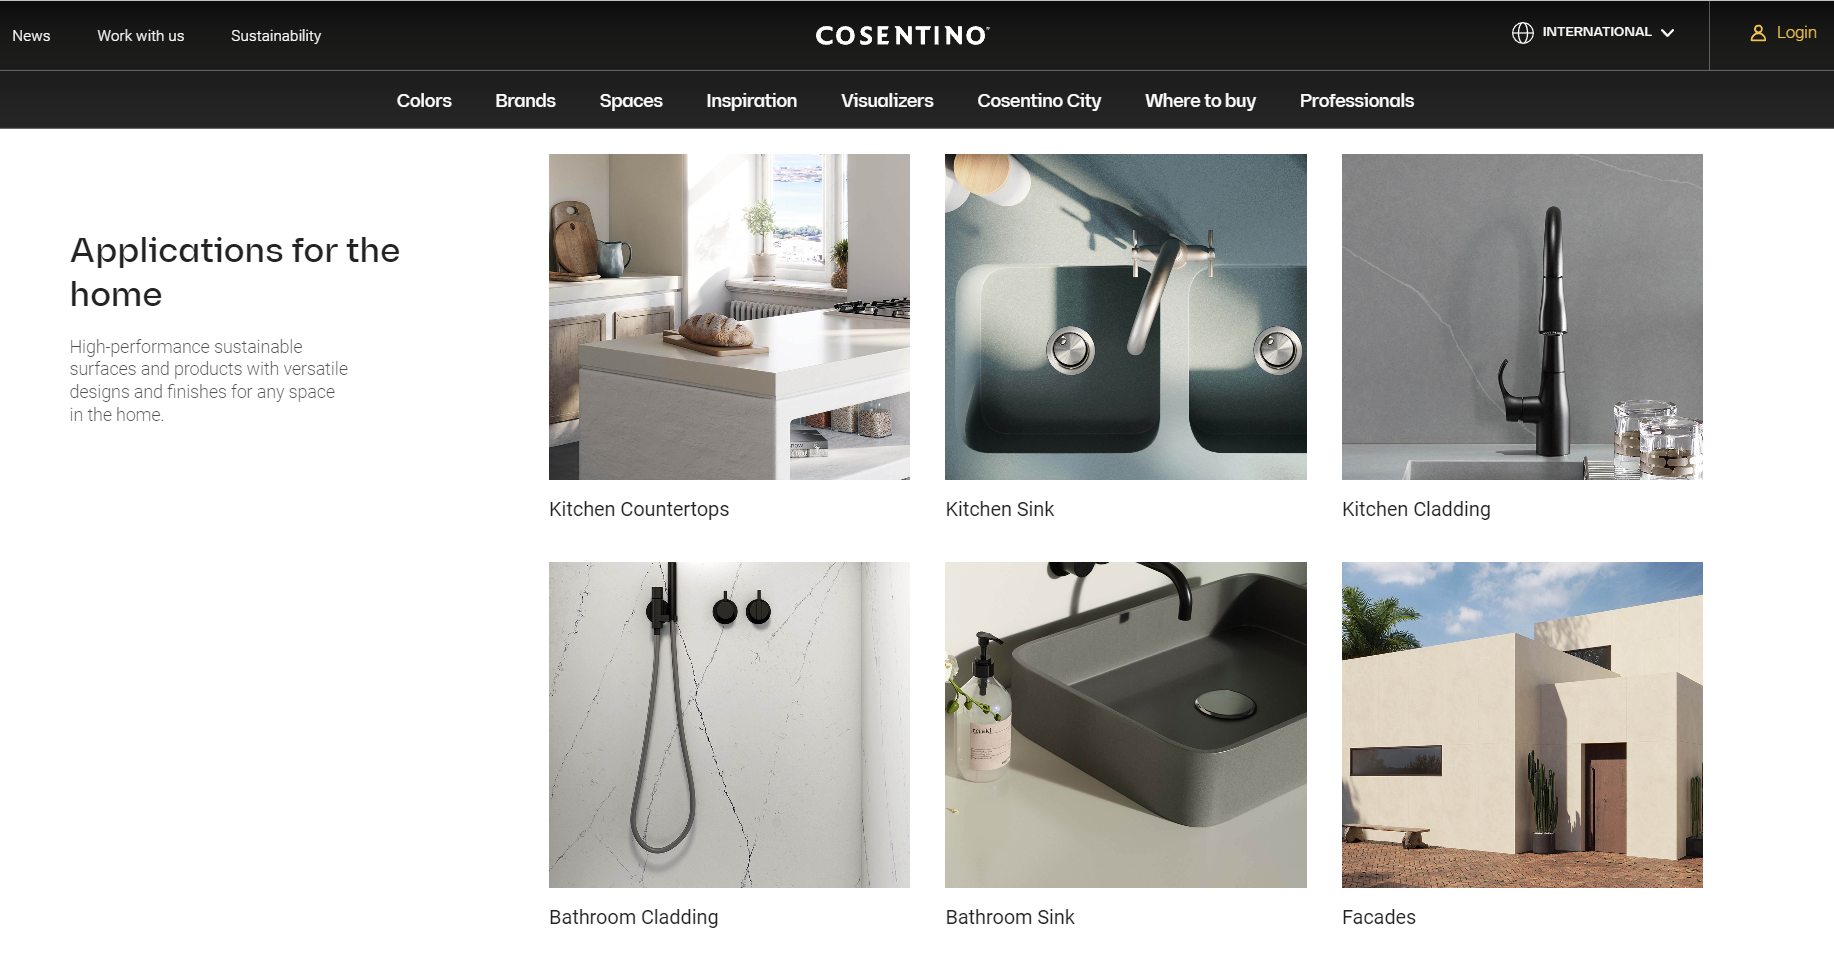 News
Work with us
Sustainability
COSENTINO
INTERNATIONAL
Login
Colors
Brands
Spaces
Inspiration
Visualizers
Cosentino City
Where to buy
Professionals
Applications for the
home
High-performance sustainable
surfaces and products with versatile
designs and finishes for any space
in the home.
Kitchen Countertops
Kitchen Sink
Kitchen Cladding
Bathroom Cladding
Bathroom Sink
Facades